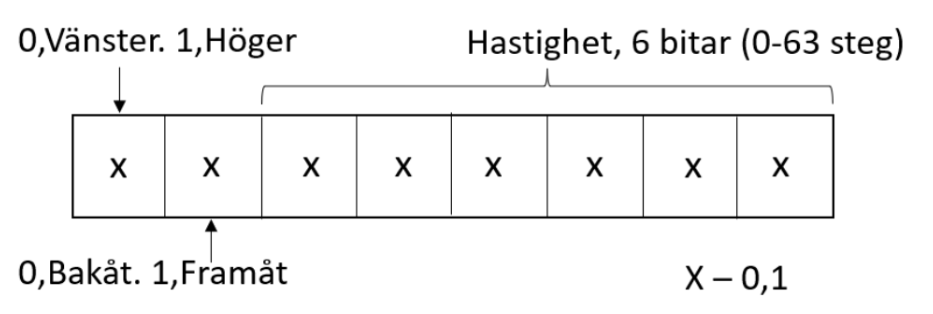 0,Vänster. 1,Höger
Hastighet, 6 bitar (0-63 steg)
X X X X X X X X
0,Bakåt. 1,Framåt
X – 0,1